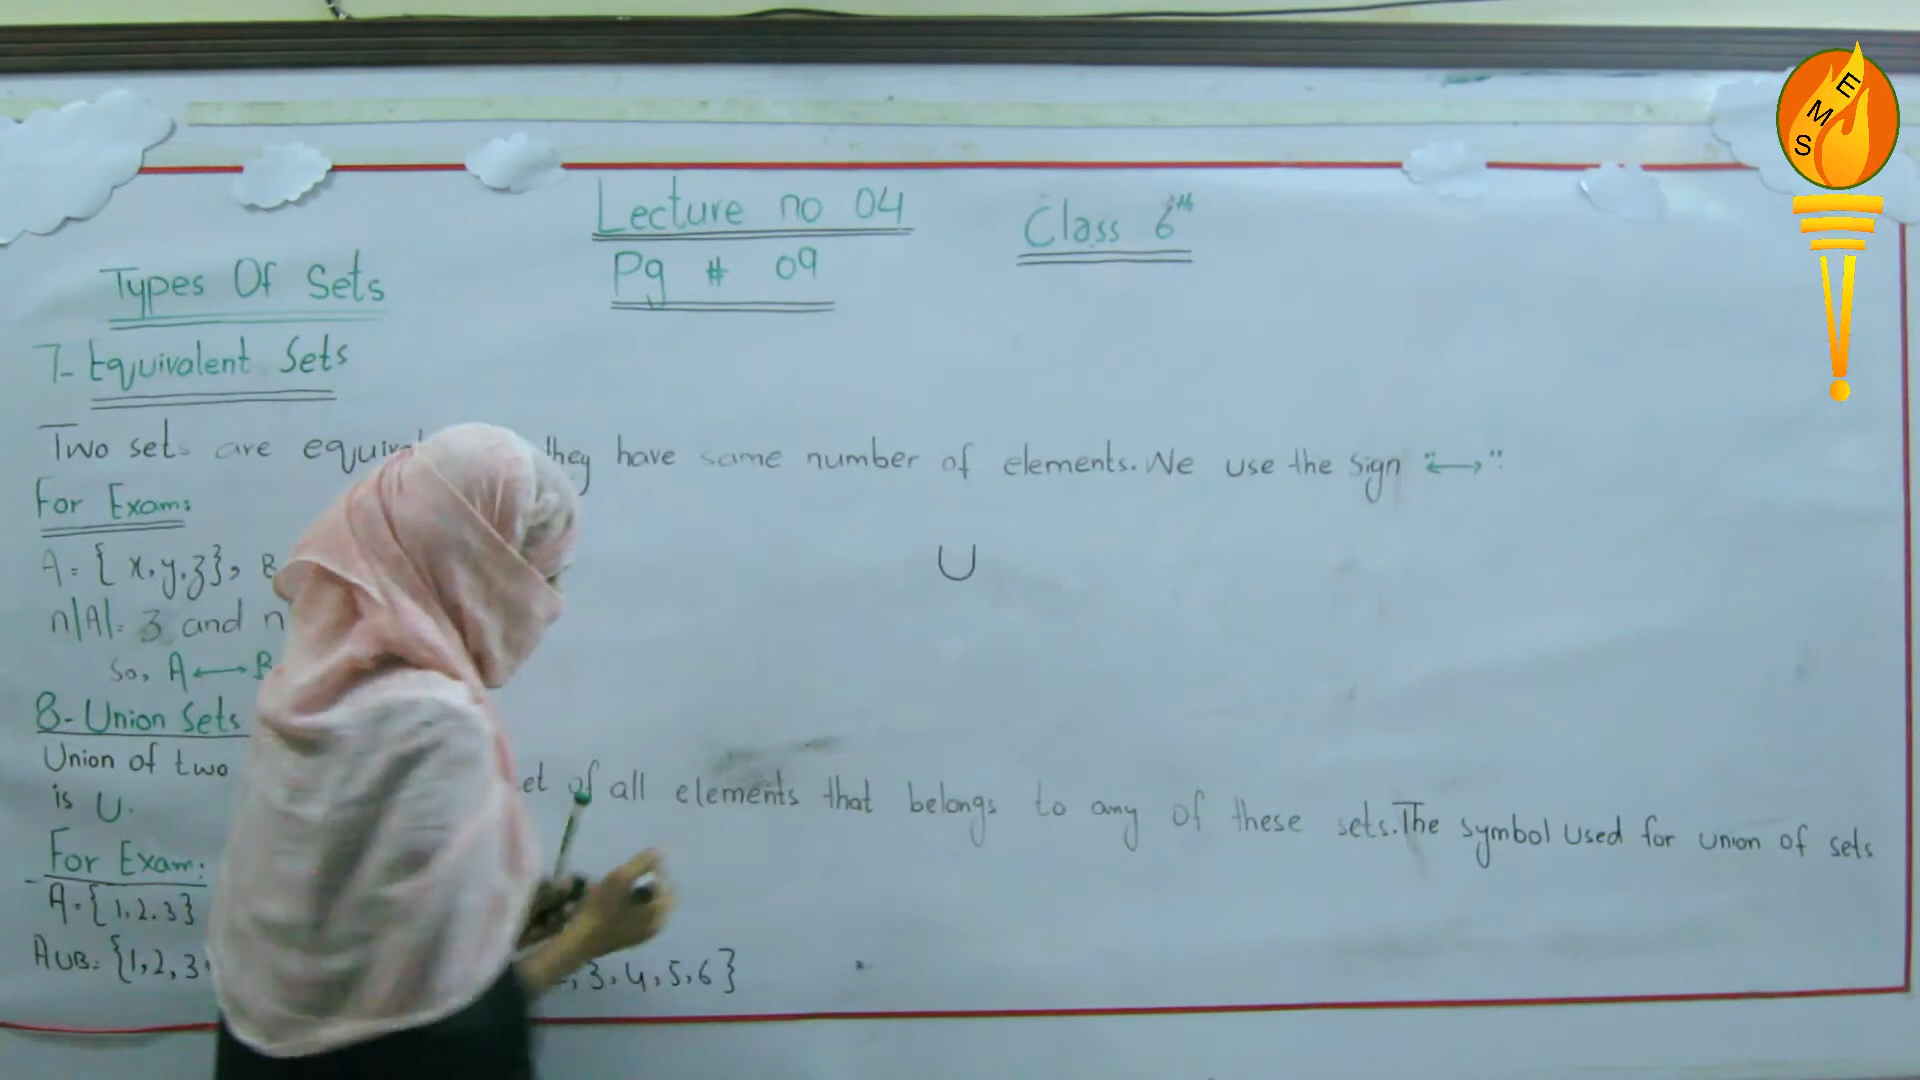 Lecture no 04
Class 6th
Pg # 09
Types Of Sets
7- Equivalent Sets
Two sets are they have same number of elements. We use the sign "⟷".
For Exam:
A = { x, y, z }, B
n|A| = 3 and n
So, A ⟷ B
U
8- Union Sets
Union of two of all elements that belongs to any of these sets. The symbol used for union of sets
is U.
For Exam:
A = {1, 2, 3}
AUB = {1, 2, 3 , 3, 4, 5, 6}
E M S